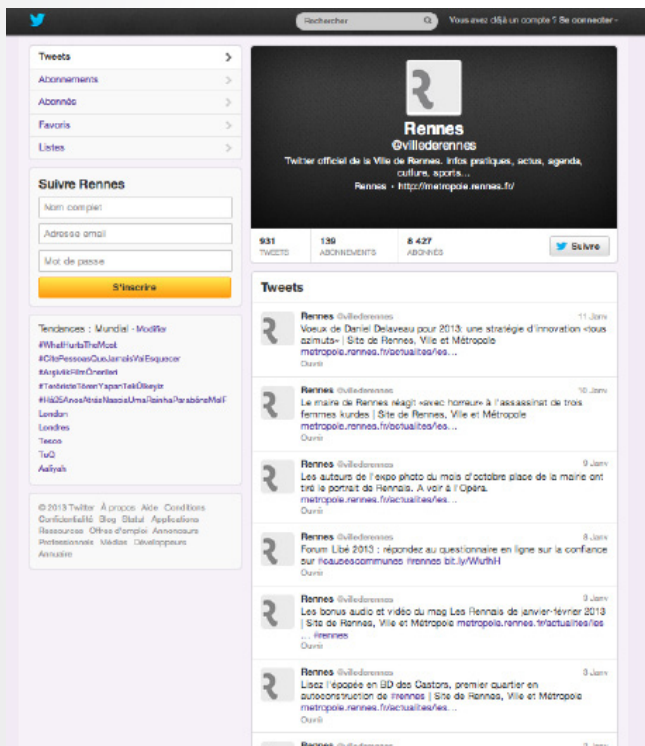 Rechercher
Vous avez déjà un compte ? Se connecter
Tweets
Abonnements
Abonnés
Favoris
Listes
Suivre Rennes
Nom complet
Adresse email
Mot de passe
S'inscrire
Tendances : Mundial · Modifier
#WhatHurtsTheMost
#CitePessoasQueJamaisVaiEsquecer
#AşklıkFilmÖnerileri
London
Londres
Tesco
TuQ
Aaliyah
© 2013 Twitter À propos Aide Conditions
Confidentialité Blog Statut Applications
Ressources Offres d'emploi Annonceurs
Professionnels Médias Développeurs
Annuaire
Rennes
@villederennes
Twitter officiel de la Ville de Rennes. Infos pratiques, actus, agenda,
culture, sports...
Rennes · http://metropole.rennes.fr/
931
TWEETS
139
ABONNEMENTS
8 427
ABONNÉS
Suivre
Tweets
Rennes @villederennes 11 Janv
Voeux de Daniel Delaveau pour 2013: une stratégie d'innovation «tous
azimuts» | Site de Rennes, Ville et Métropole
metropole.rennes.fr/actualites/les...
Ouvrir
Rennes @villederennes 10 Janv
Le maire de Rennes réagit «avec horreur» à l'assassinat de trois
femmes kurdes | Site de Rennes, Ville et Métropole
metropole.rennes.fr/actualites/les...
Ouvrir
Rennes @villederennes 9 Janv
Les auteurs de l'expo photo du mois d'octobre place de la mairie ont
tiré le portrait de Rennais. A voir à l'Opéra.
metropole.rennes.fr/actualites/les...
Ouvrir
Rennes @villederennes 8 Janv
Forum Libé 2013 : répondez au questionnaire en ligne sur la confiance
sur #causescommunes #rennes bit.ly/WiufhH
Ouvrir
Rennes @villederennes 3 Janv
Les bonus audio et vidéo du mag Les Rennais de janvier-février 2013
| Site de Rennes, Ville et Métropole metropole.rennes.fr/actualites/les
... #rennes
Ouvrir
Rennes @villederennes 3 Janv
Lisez l'épopée en BD des Castors, premier quartier en
autoconstruction de #rennes | Site de Rennes, Ville et Métropole
metropole.rennes.fr/actualites/les...
Ouvrir
Rennes @villederennes